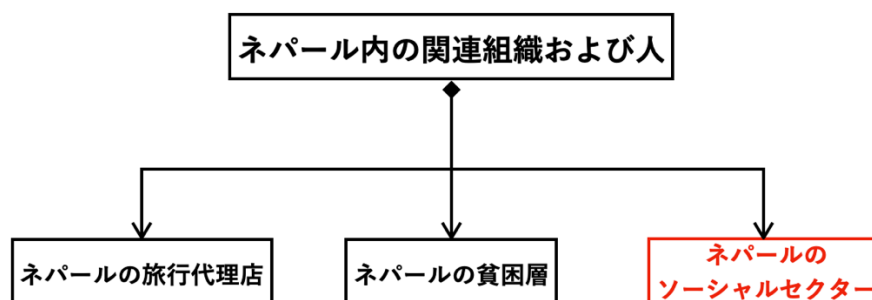 ネパール内の関連組織および人
ネパールの旅行代理店
ネパールの貧困層
ネパールの
ソーシャルセクター